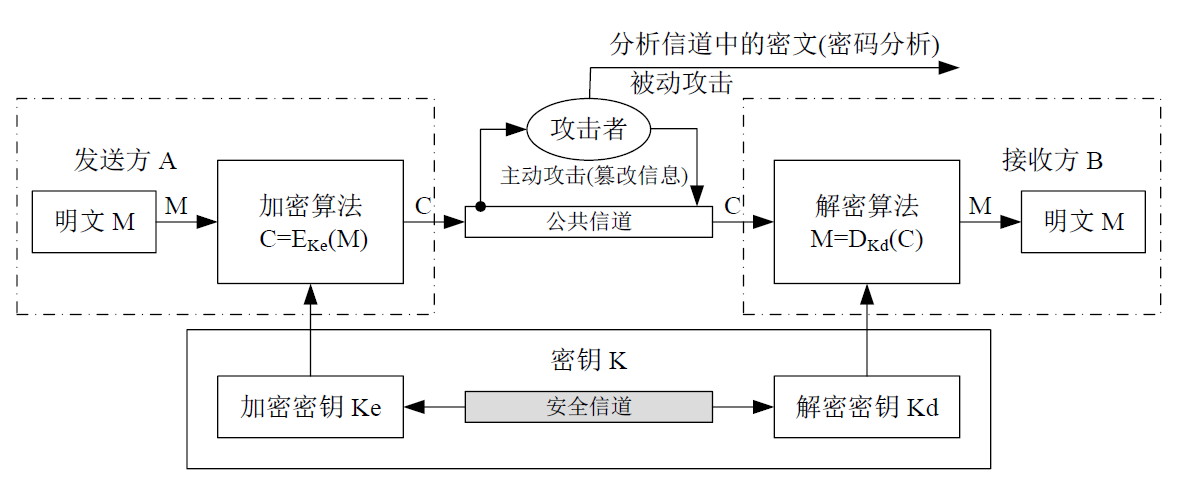 分析信道中的密文(密码分析)
被动攻击
攻击者
发送方 A
接收方 B
主动攻击(篡改信息)
明文 M
M
加密算法
C=EKe(M)
C
公共信道
C
解密算法
M=DKd(C)
M
明文 M
密钥 K
加密密钥 Ke
安全信道
解密密钥 Kd